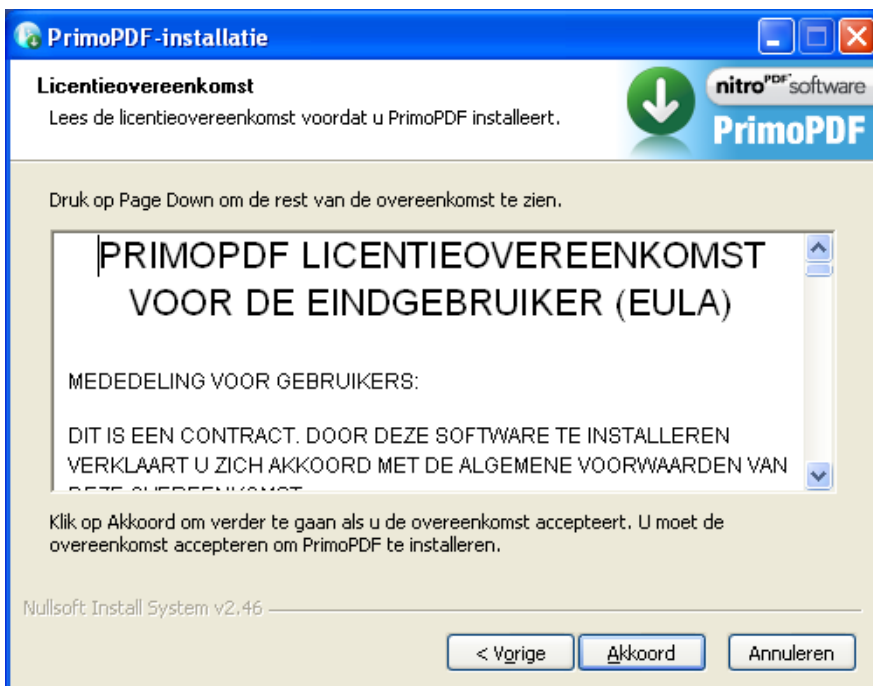 PrimoPDF-installatie
Licentieovereenkomst
Lees de licentieovereenkomst voordat u PrimoPDF installeert.
nitro PDF software
PrimoPDF
Druk op Page Down om de rest van de overeenkomst te zien.
PRIMOPDF LICENTIEOVEREENKOMST
VOOR DE EINDGEBRUIKER (EULA)
MEDEDELING VOOR GEBRUIKERS:
DIT IS EEN CONTRACT. DOOR DEZE SOFTWARE TE INSTALLEREN
VERKLAART U ZICH AKKOORD MET DE ALGEMENE VOORWAARDEN VAN
DEZE OVEREENKOMST
Klik op Akkoord om verder te gaan als u de overeenkomst accepteert. U moet de
overeenkomst accepteren om PrimoPDF te installeren.
Nullsoft Install System v2.46
< Vorige
Akkoord
Annuleren